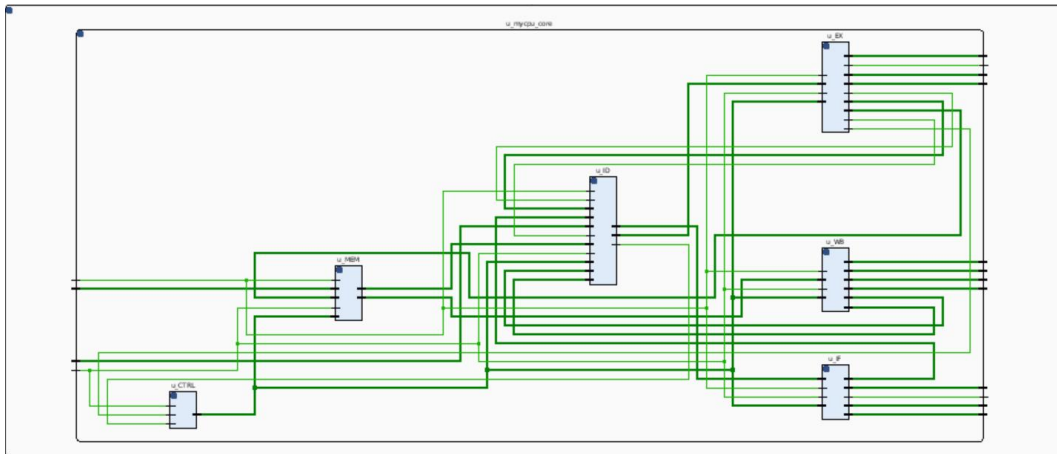 u_mycpu_core
u_EX
u_ID
u_WB
u_MEM
u_IF
u_CTRL